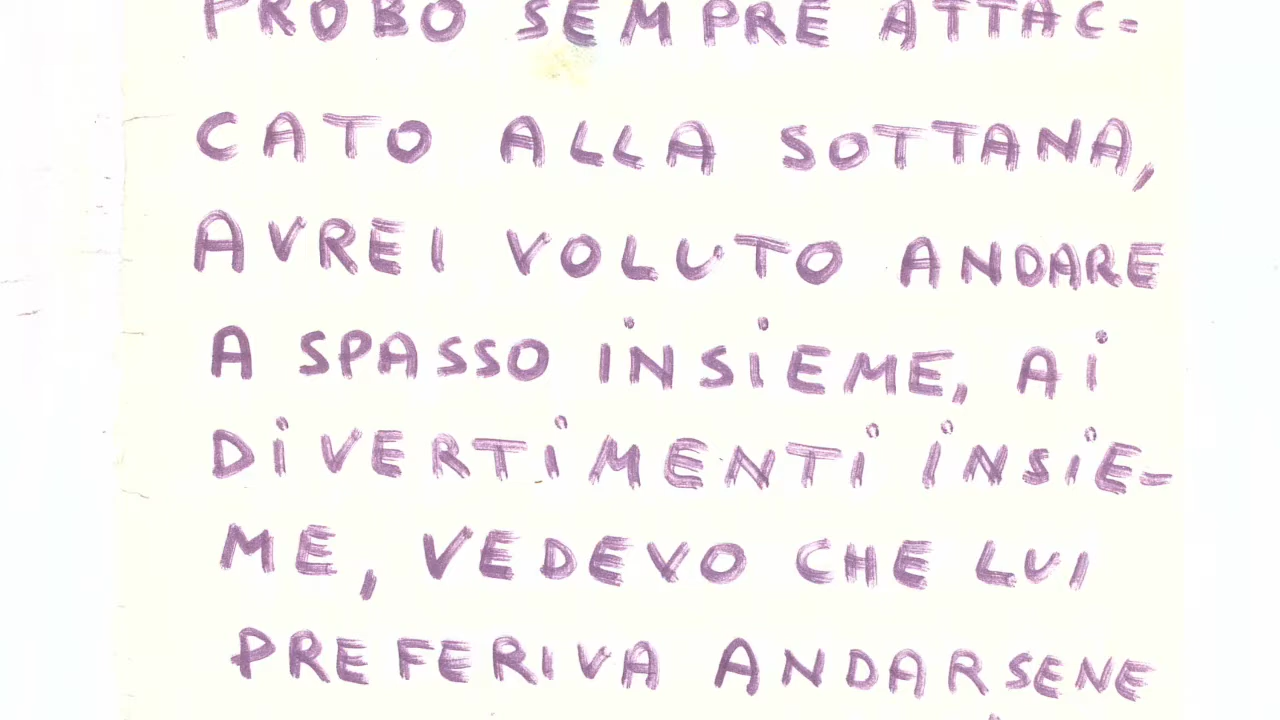 PROBO SEMPRE ATTAC=
CATO ALLA SOTTANA,
AVREI VOLUTO ANDARE
A SPASSO INSIEME, AI
DIVERTIMENTI INSIE-
ME, VEDEVO CHE LUI
PREFERIVA ANDARSENE